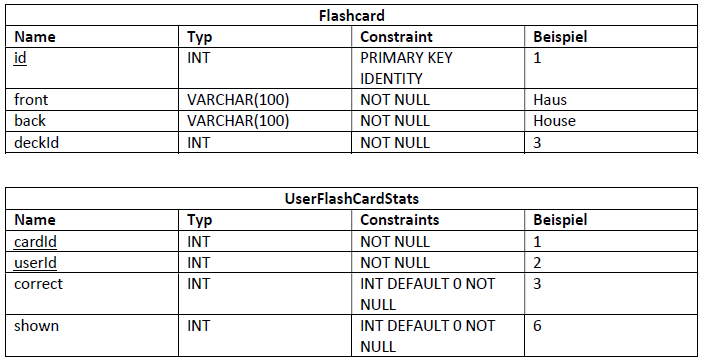 Flashcard
Name Typ Constraint Beispiel
id INT PRIMARY KEY 1
IDENTITY
front VARCHAR(100) NOT NULL Haus
back VARCHAR(100) NOT NULL House
deckId INT NOT NULL 3
UserFlashCardStats
Name Typ Constraints Beispiel
cardId INT NOT NULL 1
userId INT NOT NULL 2
correct INT INT DEFAULT 0 NOT 3
NULL
shown INT INT DEFAULT 0 NOT 6
NULL